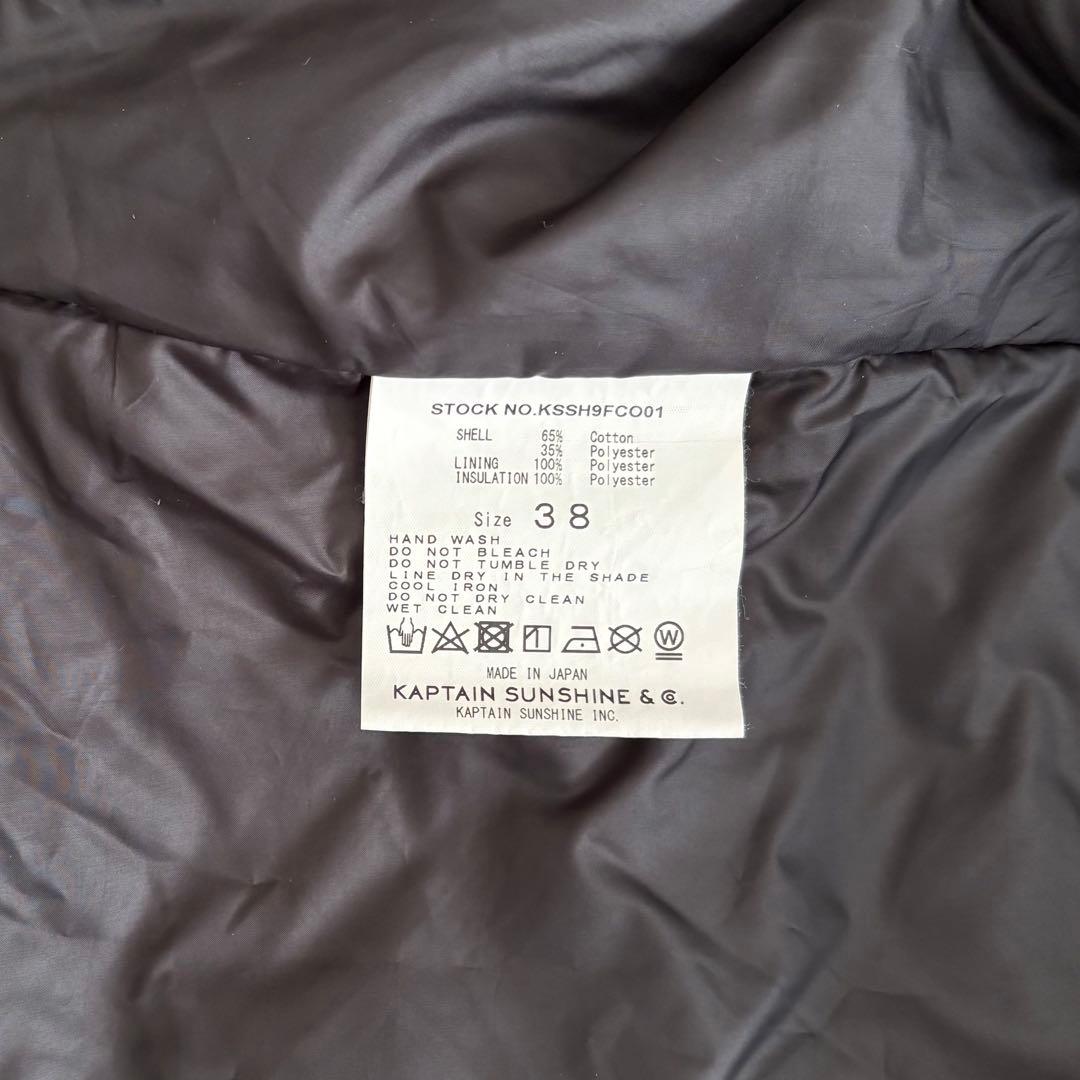 STOCK NO.KSSH9FCO01
SHELL 65% Cotton
35% Polyester
LINING 100% Polyester
INSULATION 100% Polyester
Size 38
HAND WASH
DO NOT BLEACH
DO NOT TUMBLE DRY
LINE DRY IN THE SHADE
COOL IRON
DO NOT DRY CLEAN
WET CLEAN
W
MADE IN JAPAN
KAPTAIN SUNSHINE & Co.
KAPTAIN SUNSHINE INC.